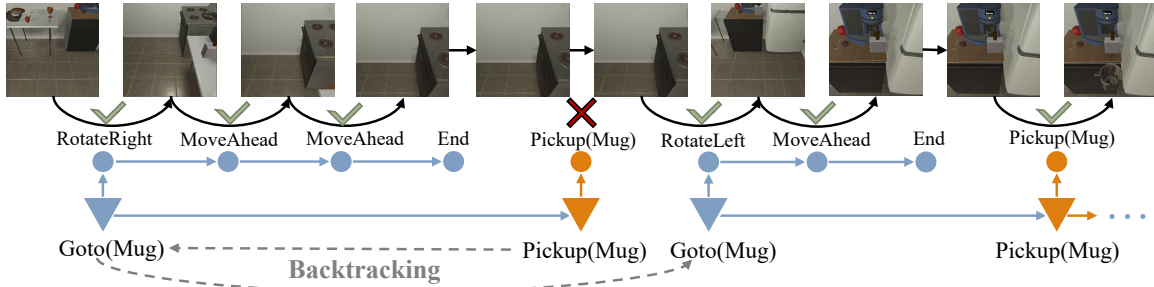 RotateRight MoveAhead MoveAhead End Pickup(Mug) RotateLeft MoveAhead End Pickup(Mug)
Goto(Mug) Pickup(Mug) Goto(Mug) Pickup(Mug)
Backtracking